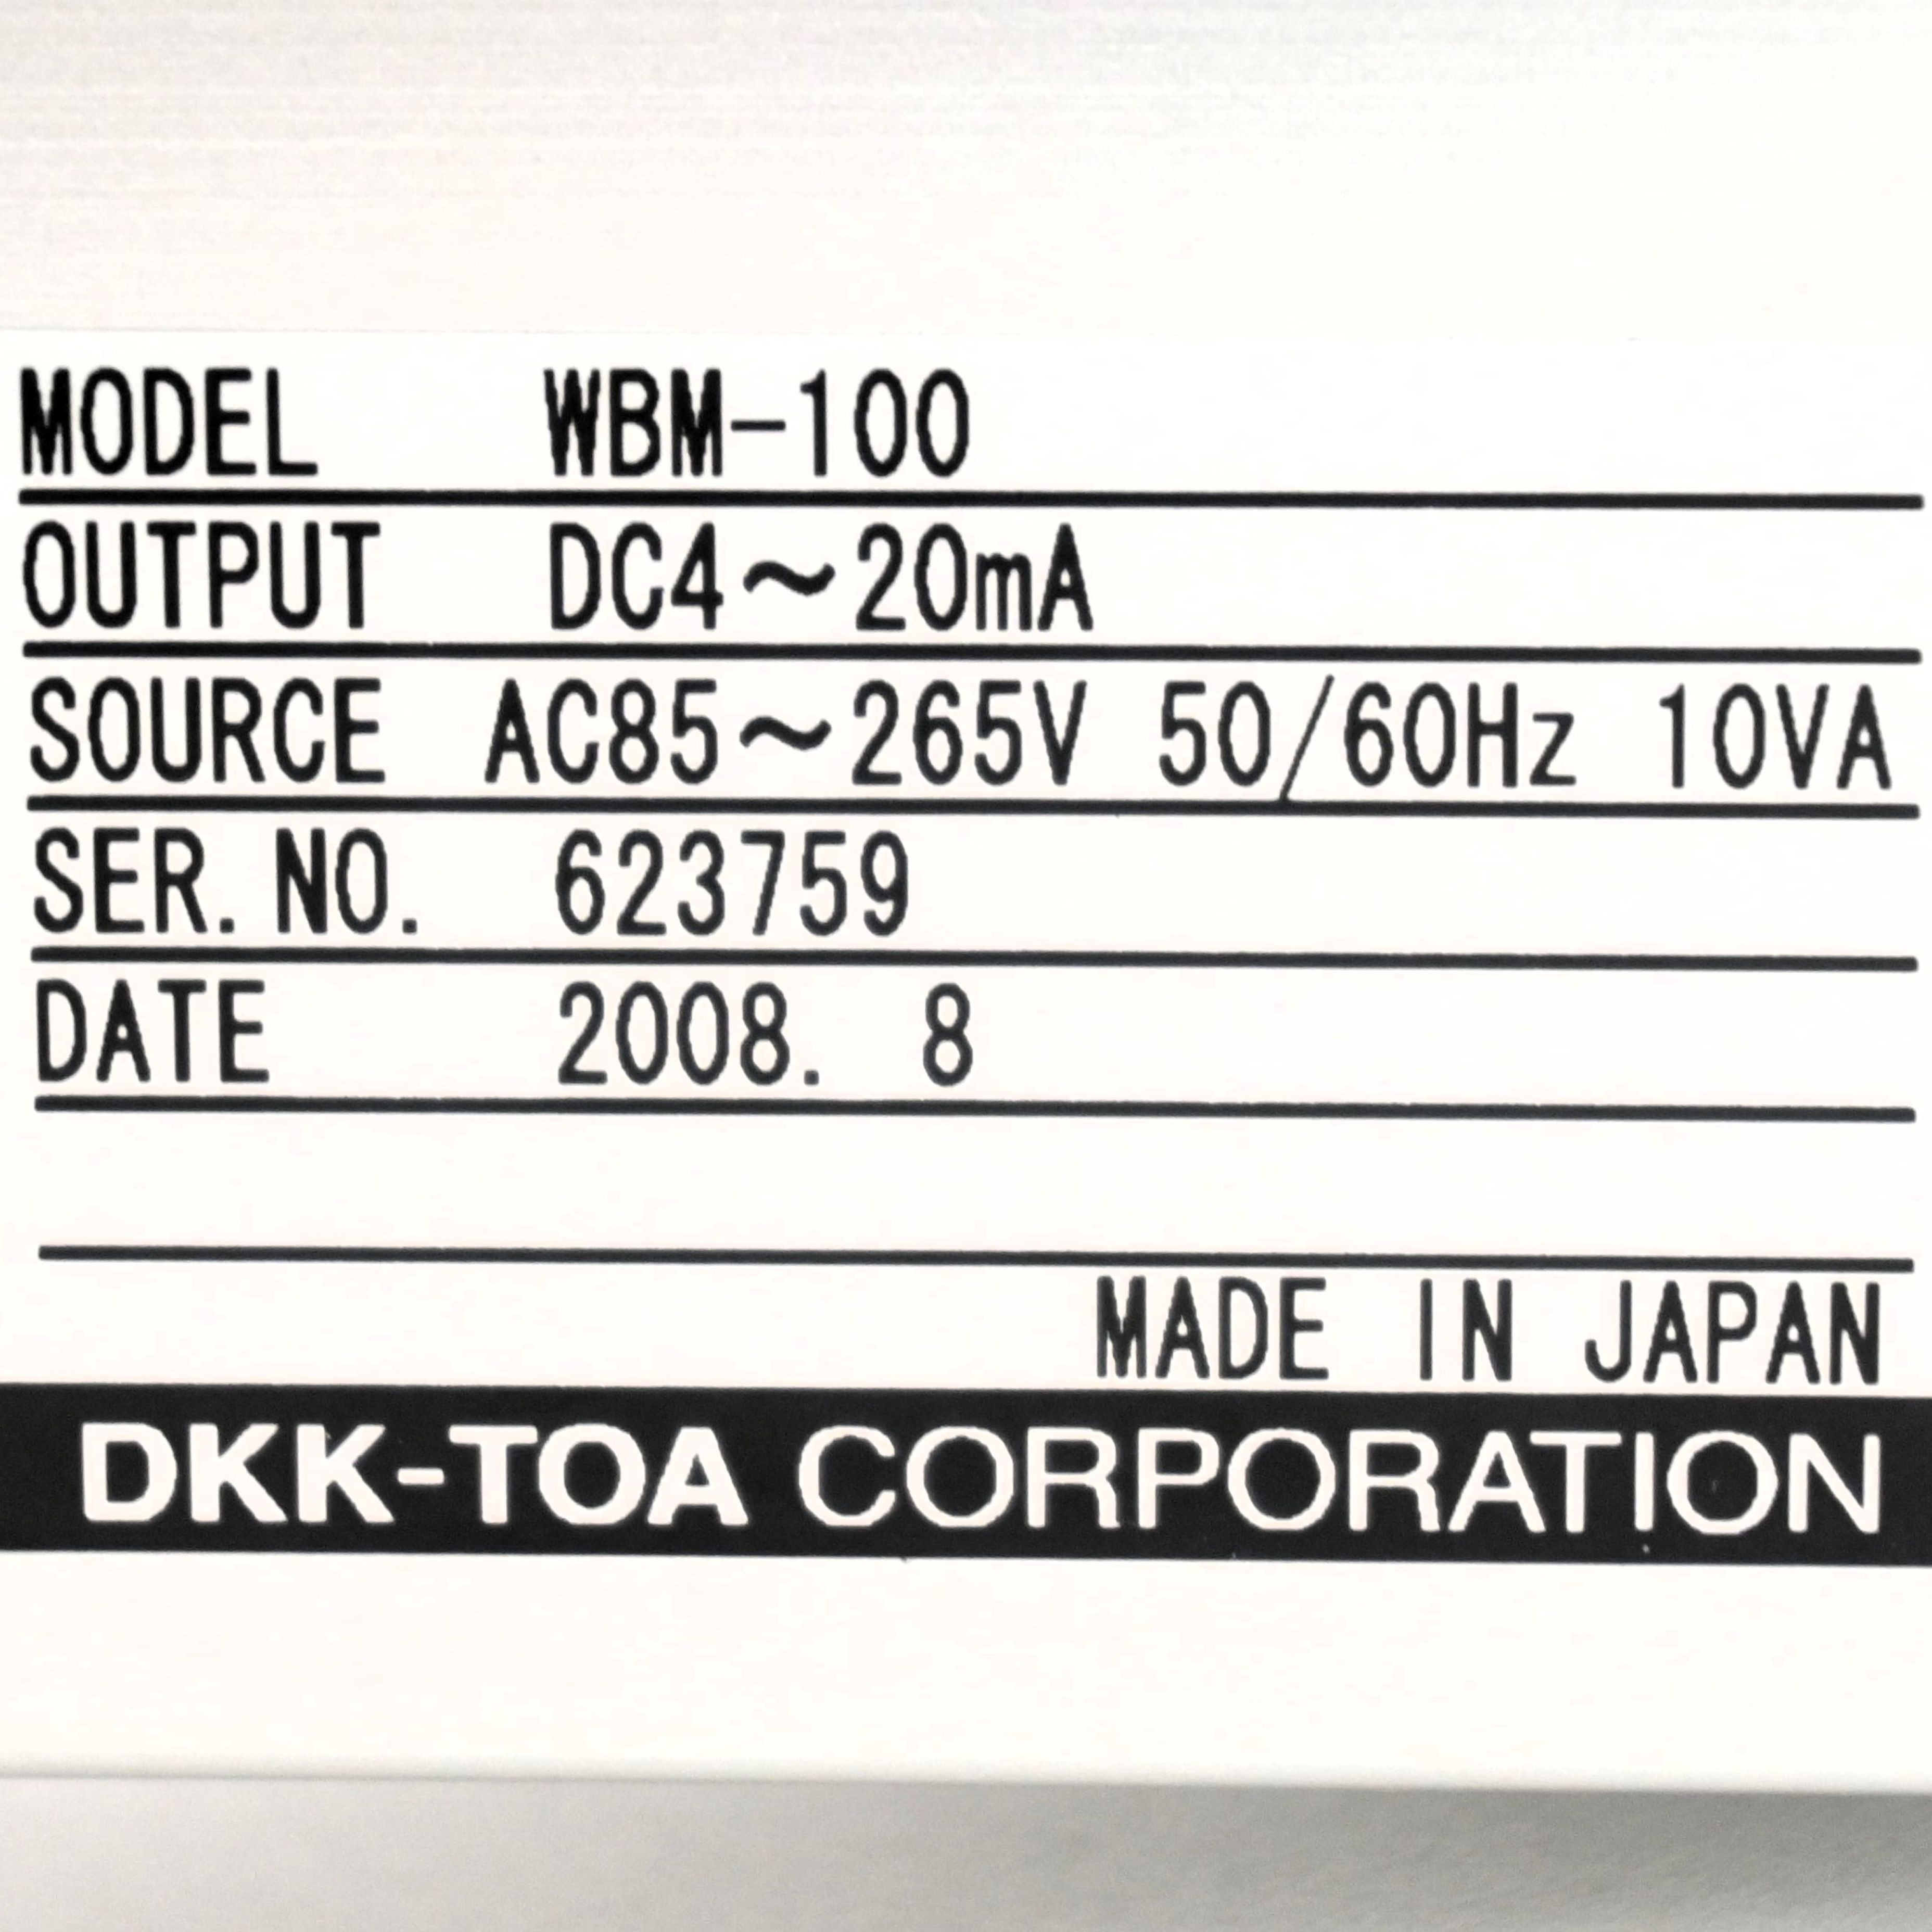 MODEL WBM-100
OUTPUT DC4～20mA
SOURCE AC85～265V 50/60Hz 10VA
SER. NO. 623759
DATE 2008. 8
MADE IN JAPAN
DKK-TOA CORPORATION